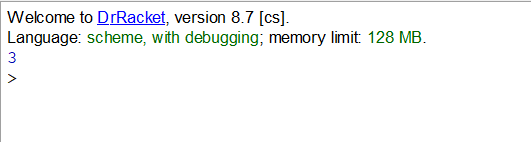 Welcome to DrRacket, version 8.7 [cs].
Language: scheme, with debugging; memory limit: 128 MB.
3
>